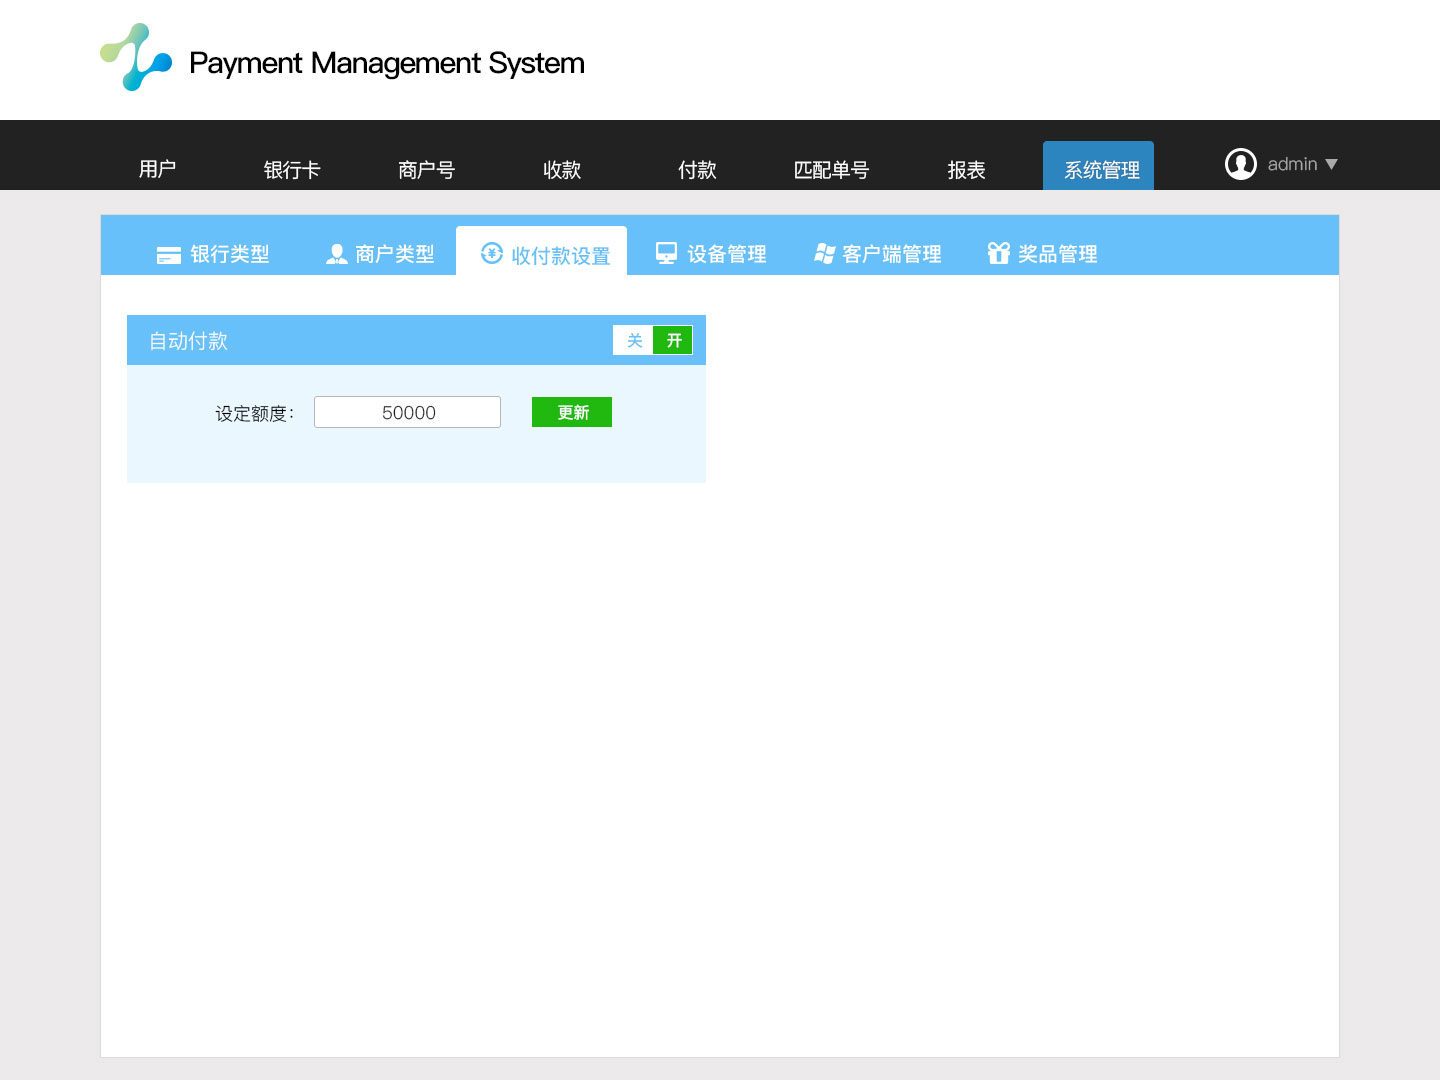 Payment Management System
用户 银行卡 商户号 收款 付款 匹配单号 报表 系统管理 admin
银行类型 商户类型 收付款设置 设备管理 客户端管理 奖品管理
自动付款 关 开
设定额度： 50000 更新